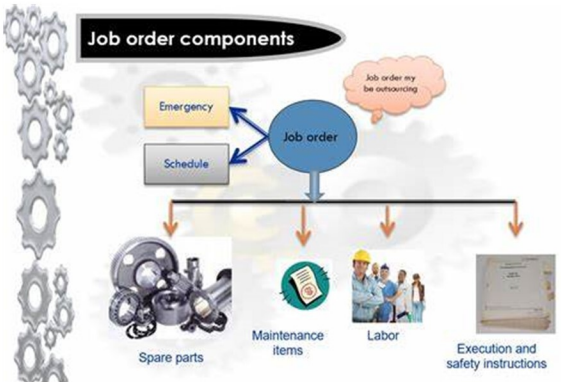 Job order components
Job order my
be outsourcing
Emergency
Job order
Schedule
Spare parts
Maintenance
items
Labor
Execution and
safety instructions